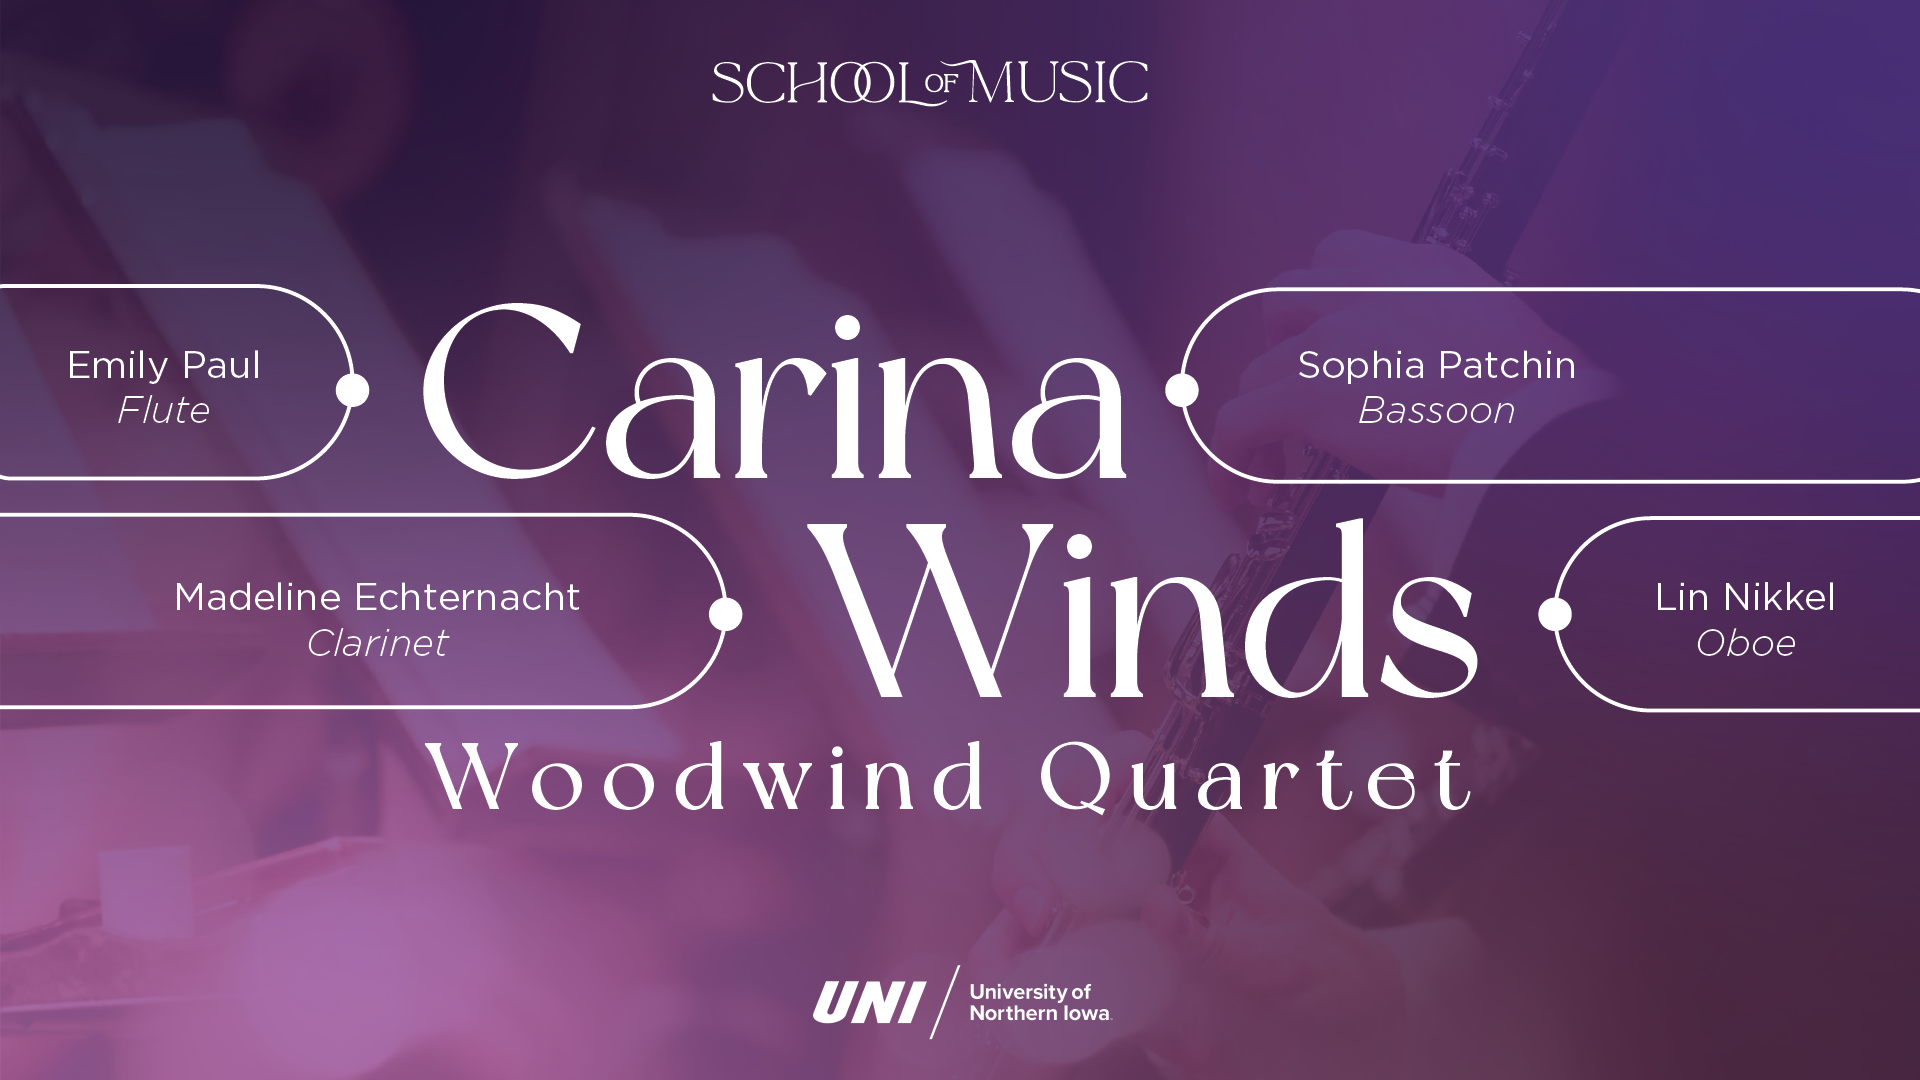 SCHOOL OF MUSIC
Emily Paul
Flute
Carina
Sophia Patchin
Bassoon
Madeline Echternacht
Clarinet
Winds
Lin Nikkel
Oboe
Woodwind Quartet
UNI
University of
Northern Iowa